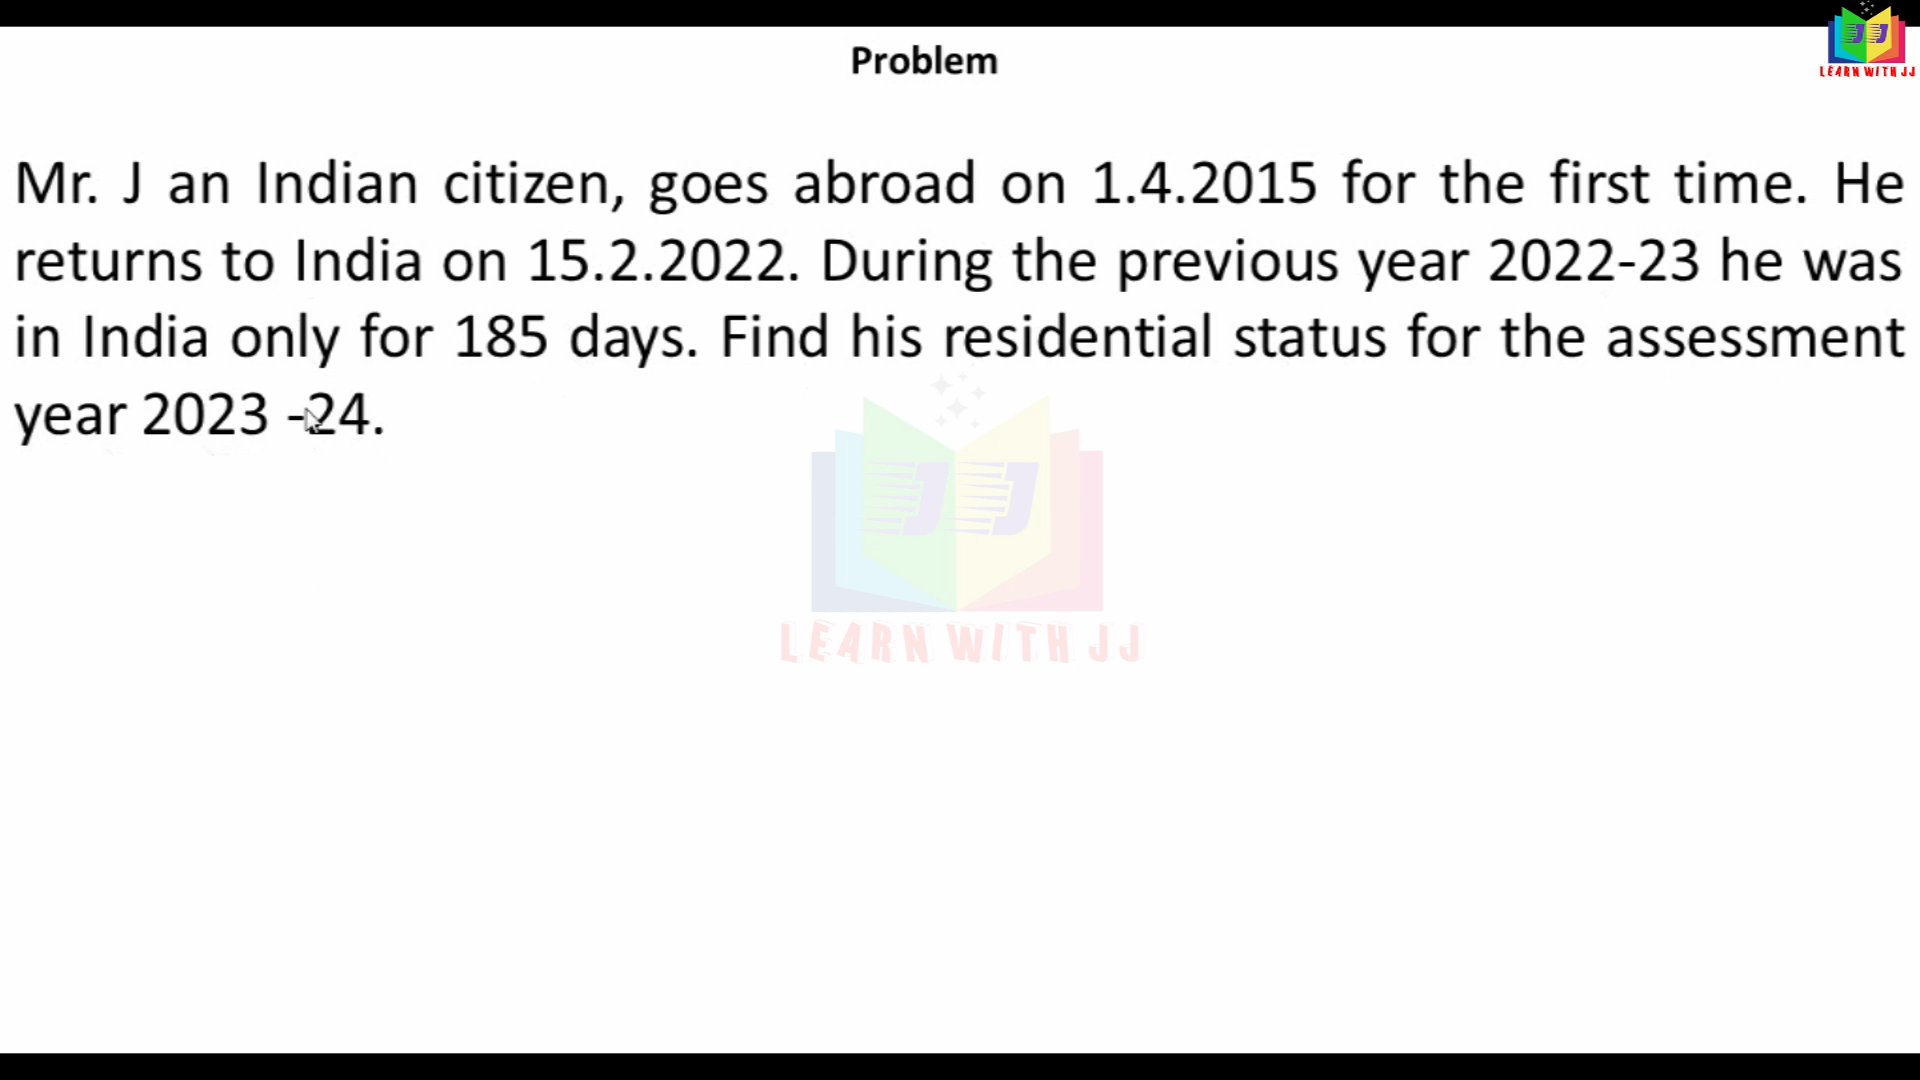 Problem
LEARN WITH JJ
Mr. J an Indian citizen, goes abroad on 1.4.2015 for the first time. He
returns to India on 15.2.2022. During the previous year 2022-23 he was
in India only for 185 days. Find his residential status for the assessment
year 2023 -24.
JJ
LEARN WITH JJ